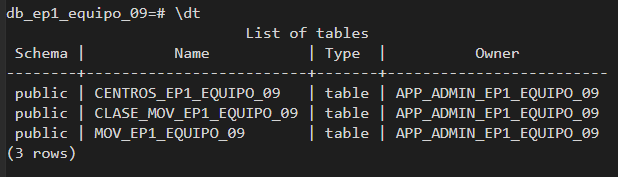 db_ep1_equipo_09=# \dt
                        List of tables
 Schema |          Name           | Type  |          Owner
--------+-------------------------+-------+--------------------------
 public | CENTROS_EP1_EQUIPO_09   | table | APP_ADMIN_EP1_EQUIPO_09
 public | CLASE_MOV_EP1_EQUIPO_09 | table | APP_ADMIN_EP1_EQUIPO_09
 public | MOV_EP1_EQUIPO_09       | table | APP_ADMIN_EP1_EQUIPO_09
(3 rows)